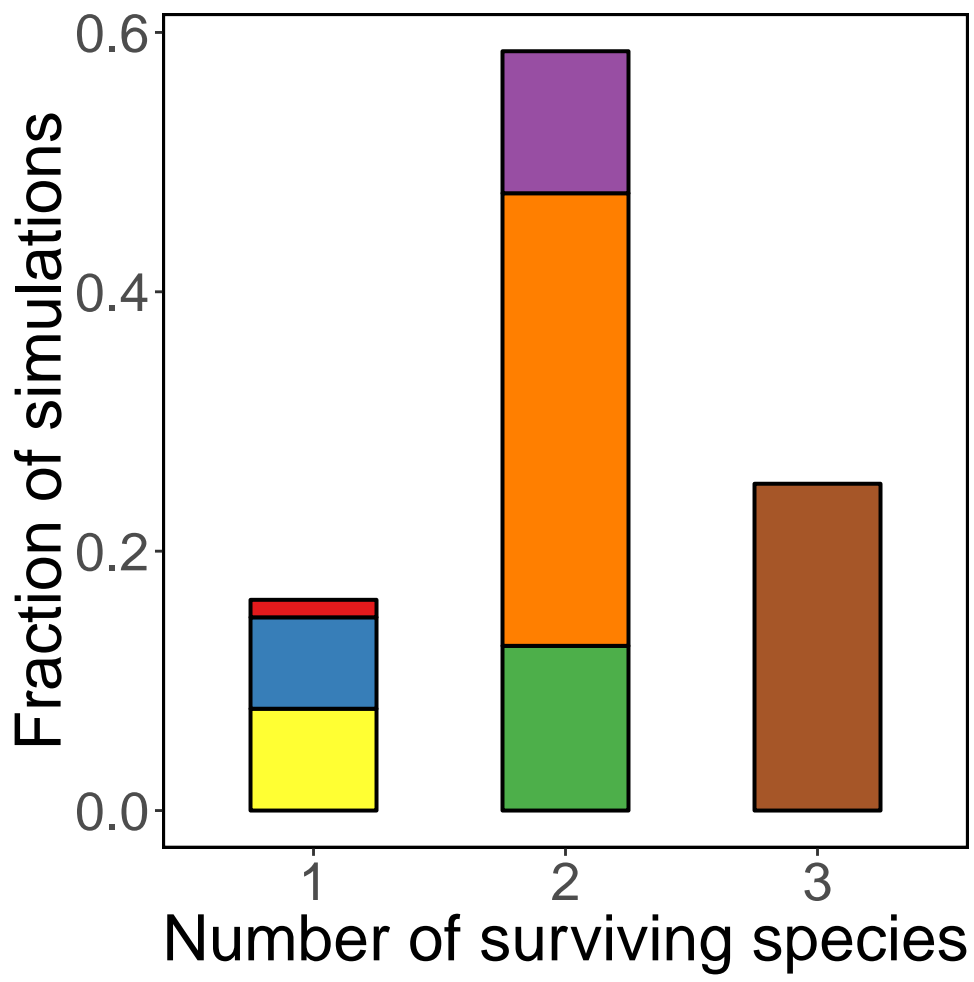 Fraction of simulations
0.6
0.4
0.2
0.0
1 2 3
Number of surviving species